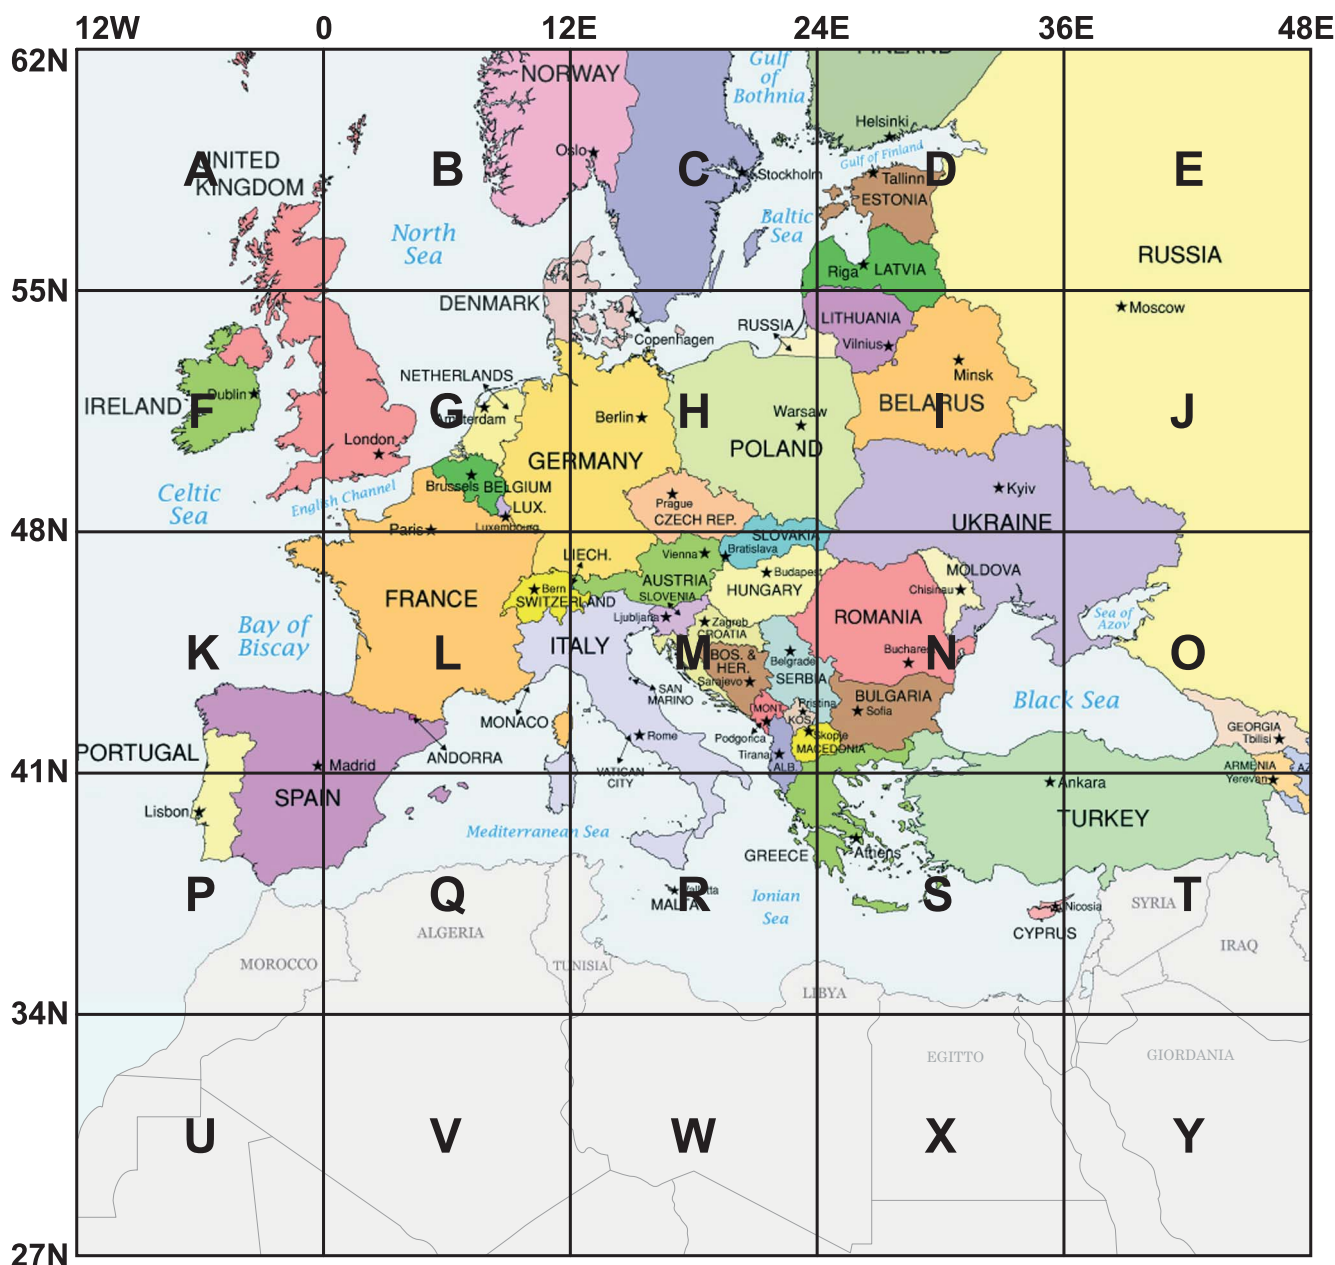 12W 0 12E 24E 36E 48E
62N
FINLAND
NORWAY
Gulf
of
Bothnia
Helsinki
Oslo
Gulf of Finland
A B C D E
UNITED
KINGDOM
Stockholm
Tallinn
ESTONIA
North
Sea
Baltic
Sea
RUSSIA
Riga LATVIA
55N
DENMARK
Moscow
LITHUANIA
RUSSIA
Copenhagen
Vilnius
Minsk
NETHERLANDS
Dublin
IRELAND
F G H I J
BELARUS
Amsterdam
Berlin
Warsaw
POLAND
London
GERMANY
Brussels BELGIUM
Celtic
Sea
English Channel
LUX.
Luxembourg
Prague
CZECH REP.
Kyiv
UKRAINE
48N
Paris
SLOVAKIA
LIECH.
Vienna
Bratislava
MOLDOVA
Bern
AUSTRIA
Budapest
HUNGARY
Chisinau
FRANCE
SWITZERLAND
SLOVENIA
Ljubljana
Zagreb
CROATIA
ROMANIA
Sea of
Azov
Bay of
Biscay
ITALY
K L M N O
BOS. &
HER.
Belgrade
SERBIA
Sarajevo
SAN
MARINO
BULGARIA
Sofia
Black Sea
MONACO
MONT.
Pristina
KOS.
Podgorica
Skopje
MACEDONIA
GEORGIA
Tbilisi
PORTUGAL
ANDORRA
Rome
VATICAN
CITY
Tirana
ALB.
Madrid
ARMENIA
AZ
Yerevan
41N
SPAIN
Ankara
Lisbon
TURKEY
Mediterranean Sea
GREECE
Athens
P Q R S T
Valletta
MALTA
Ionian
Sea
Nicosia
CYPRUS
SYRIA
ALGERIA
IRAQ
MOROCCO
TUNISIA
LIBYA
34N
EGITTO
GIORDANIA
U V W X Y
27N